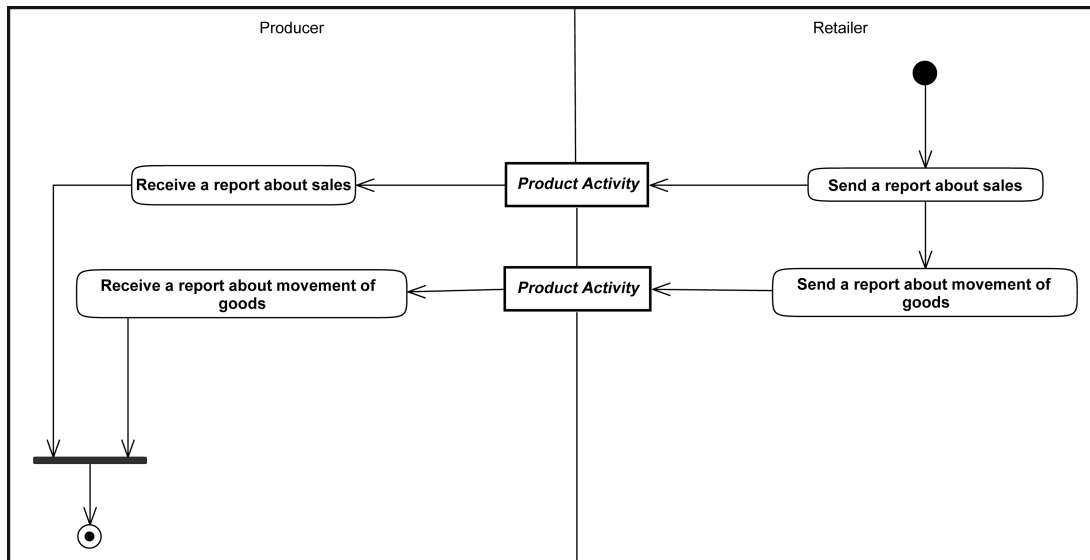 Producer
Retailer
Receive a report about sales
Product Activity
Send a report about sales
Receive a report about movement of
goods
Product Activity
Send a report about movement of
goods